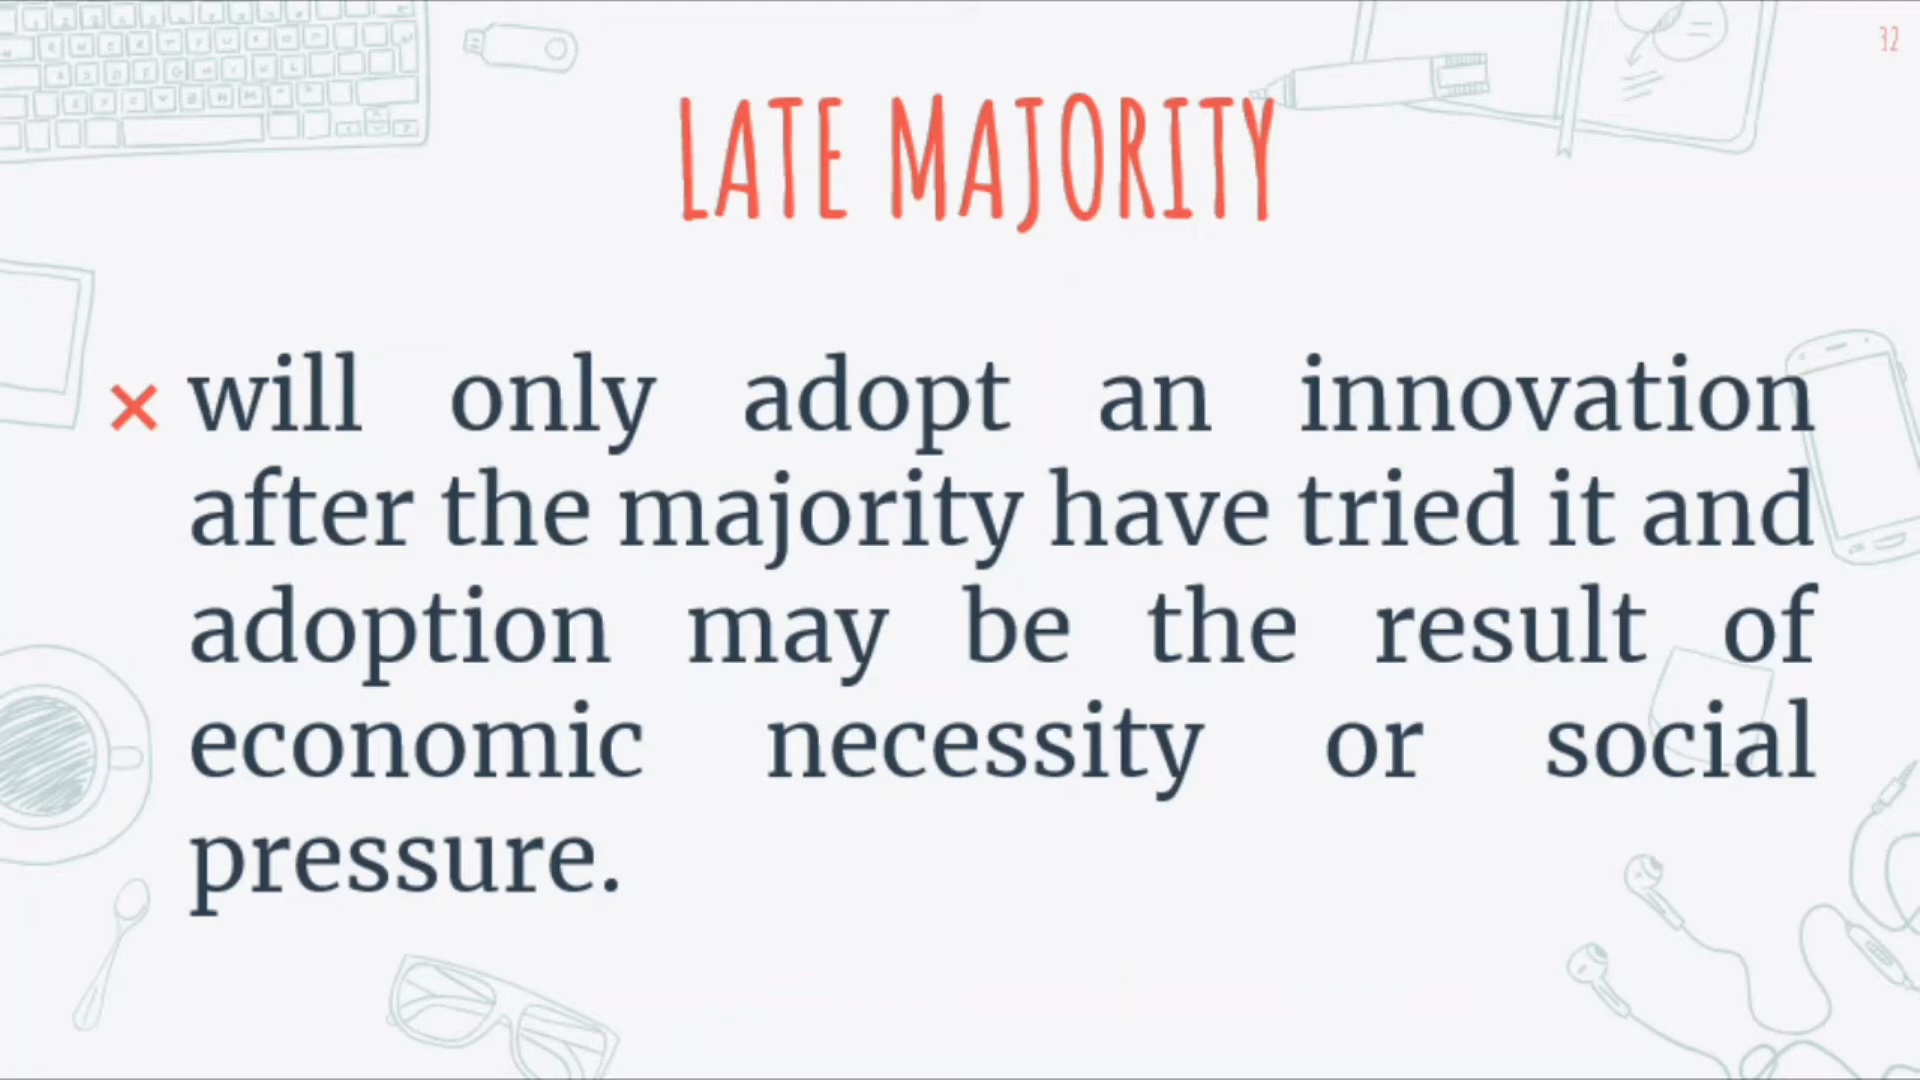 32
LATE MAJORITY
× will only adopt an innovation
after the majority have tried it and
adoption may be the result of
economic necessity or social
pressure.